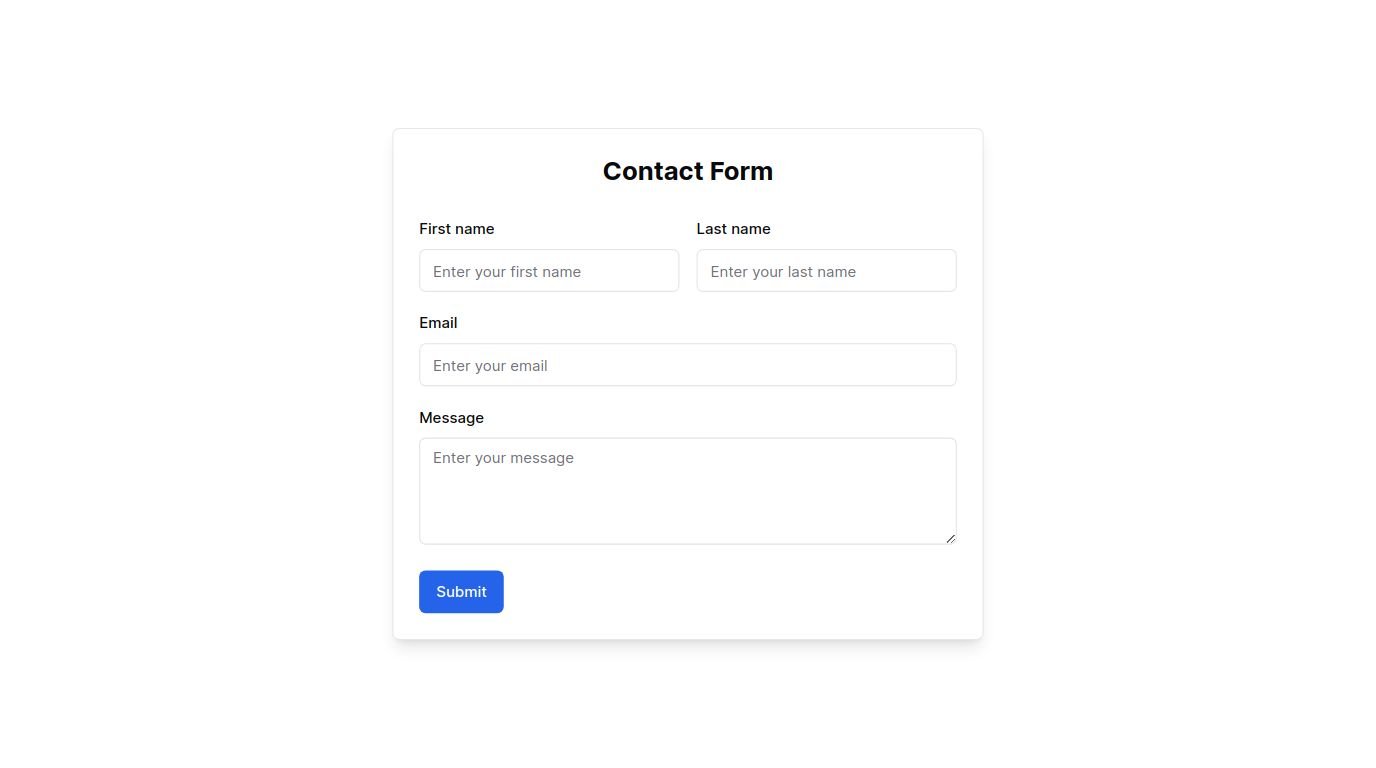 Contact Form
First name
Last name
Enter your first name
Enter your last name
Email
Enter your email
Message
Enter your message
Submit